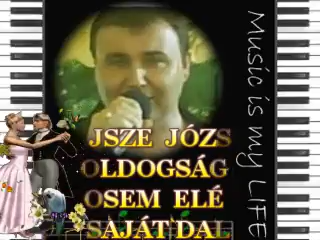 JSZE JÓZS
OLDOGSÁG
OSEM ELÉ
SAJÁT DAL
Music is my LIFE